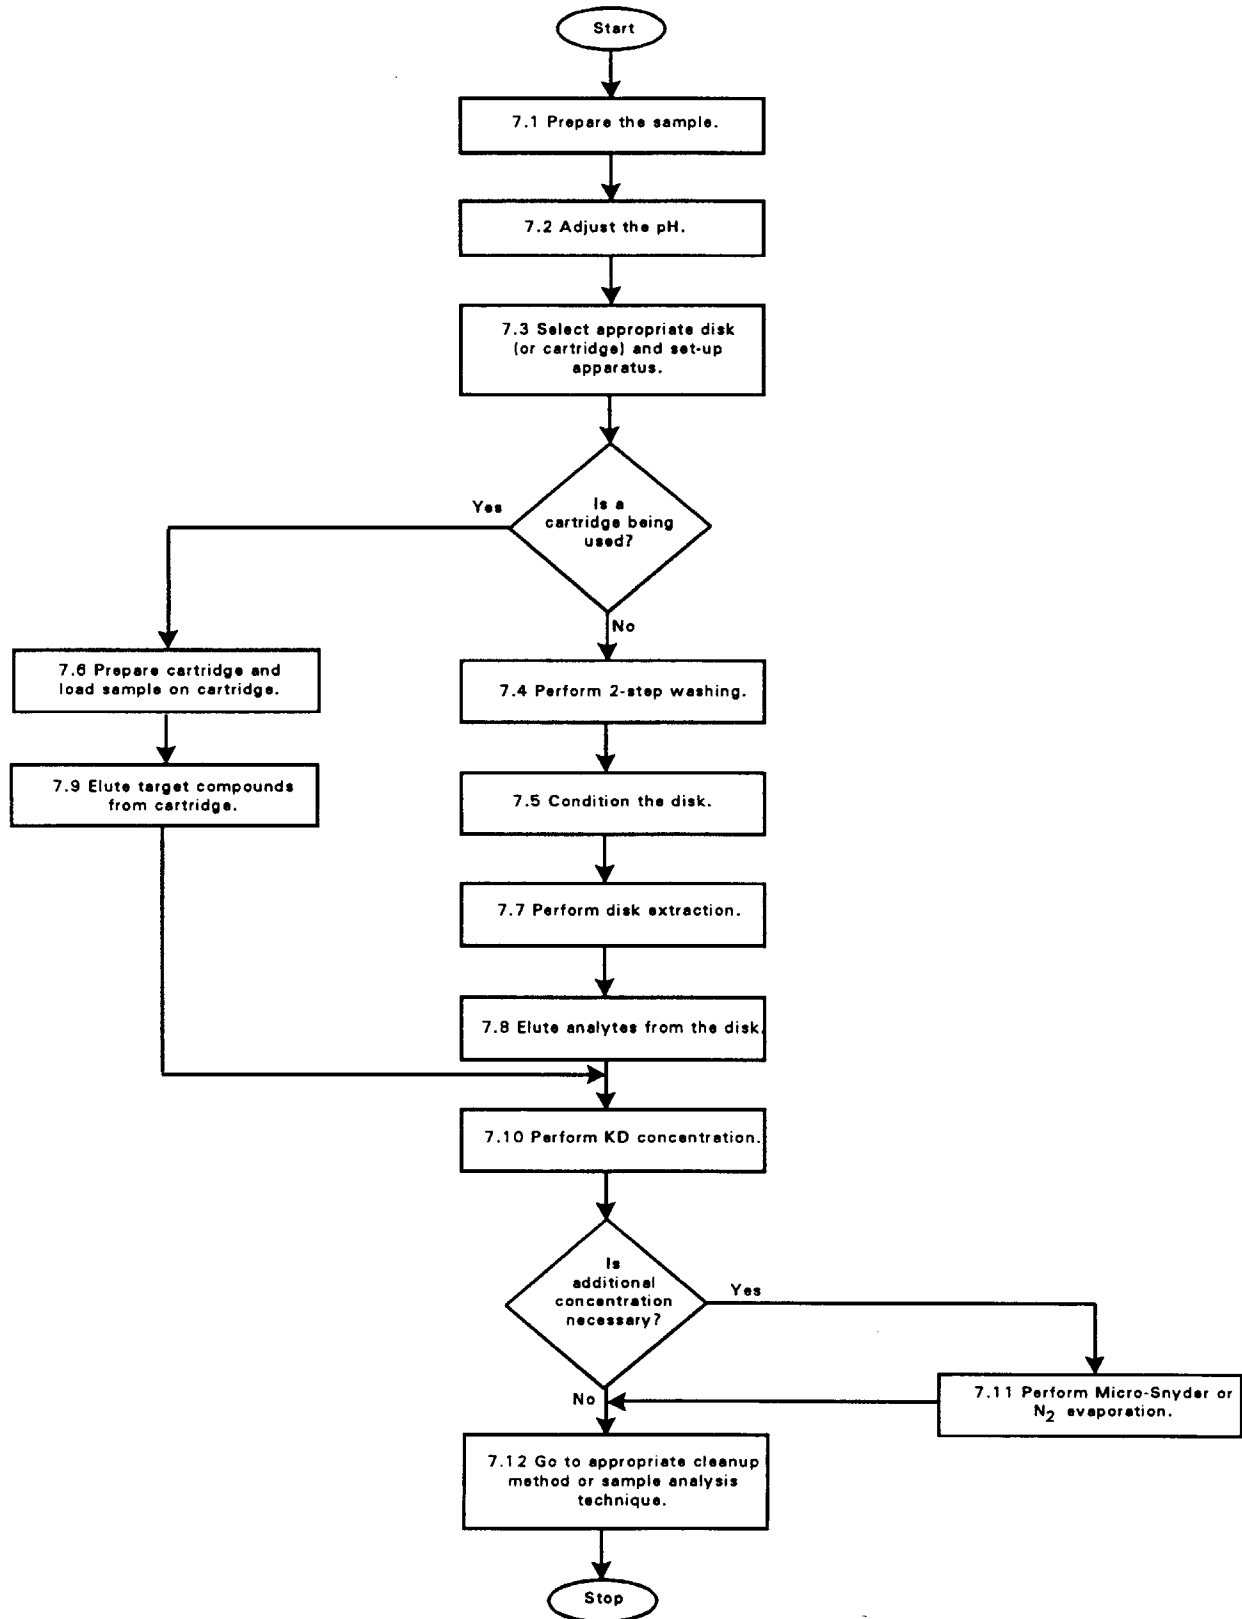 Start
7.1 Prepare the sample.
7.2 Adjust the pH.
7.3 Select appropriate disk
(or cartridge) and set-up
apparatus.
Is a
cartridge being
used?
Yes
No
7.6 Prepare cartridge and
load sample on cartridge.
7.9 Elute target compounds
from cartridge.
7.4 Perform 2-step washing.
7.5 Condition the disk.
7.7 Perform disk extraction.
7.8 Elute analytes from the disk.
7.10 Perform KD concentration.
Is
additional
concentration
necessary?
Yes
No
7.11 Perform Micro-Snyder or
N2 evaporation.
7.12 Go to appropriate cleanup
method or sample analysis
technique.
Stop